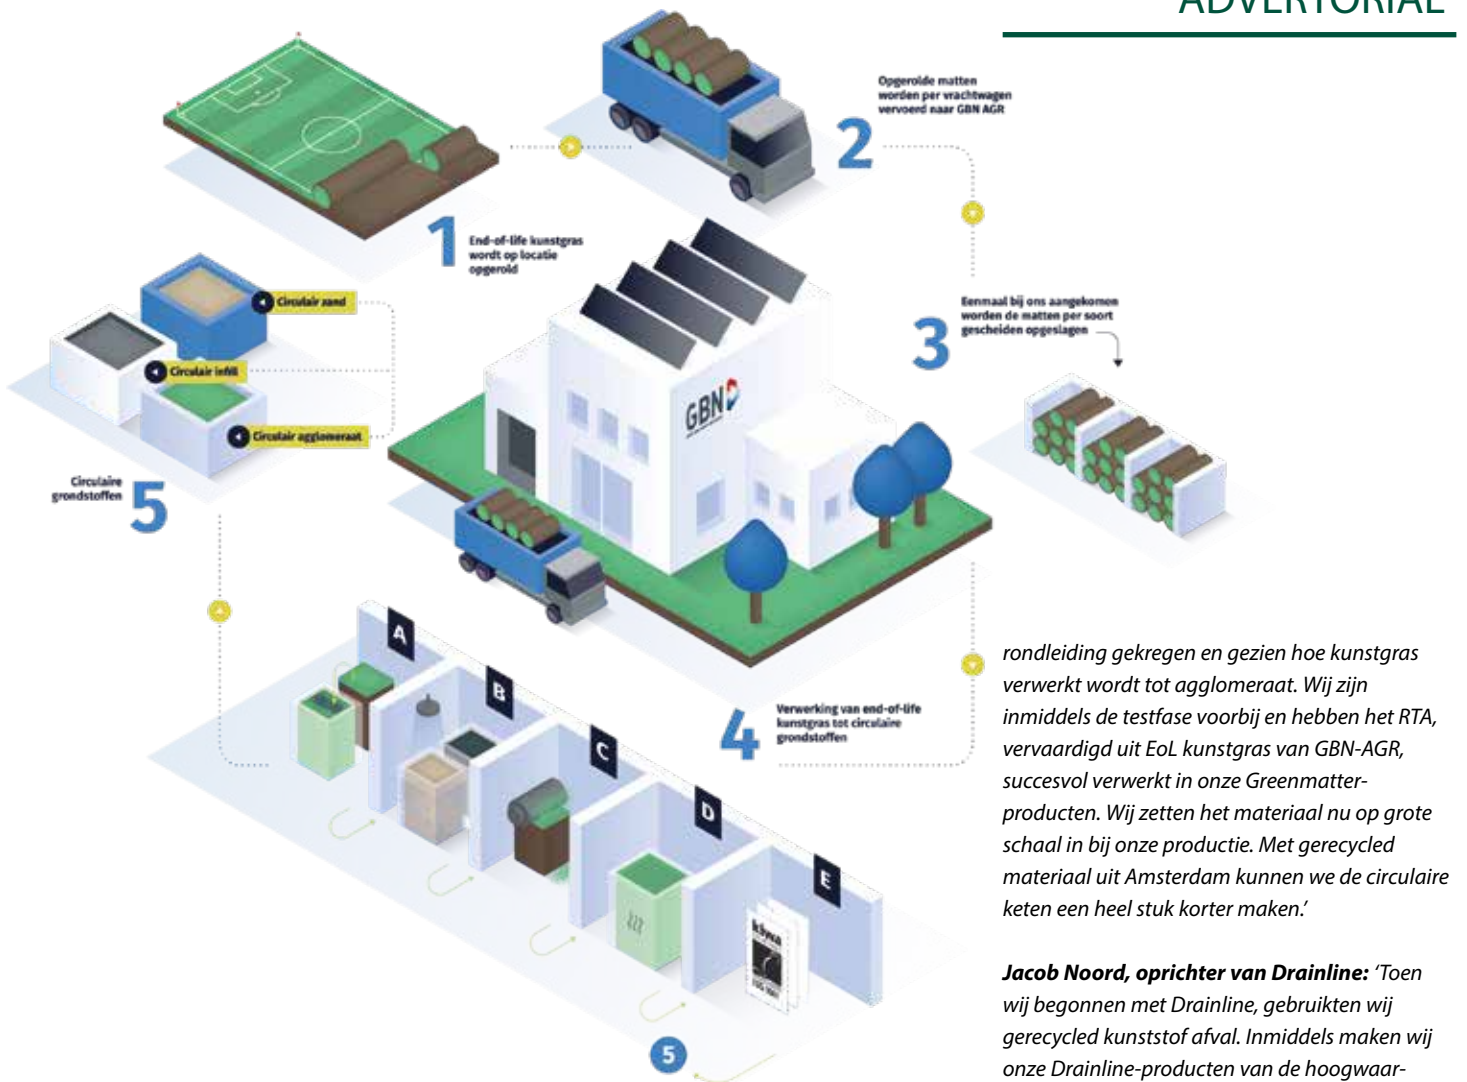 ADVERTORIAL
1
End-of-life kunstgras
wordt op locatie
opgerold
2
Opgerolde matten
worden per vrachtwagen
vervoerd naar GBN AGR
3
Eenmaal bij ons aangekomen
worden de matten per soort
gescheiden opgeslagen
GBN
4
Verwerking van end-of-life
kunstgras tot circulaire
grondstoffen
A
B
C
D
E
kiwa
5
5
Circulaire
grondstoffen
Circulair zand
Circulair infill
Circulair agglomeraat
rondleiding gekregen en gezien hoe kunstgras
verwerkt wordt tot agglomeraat. Wij zijn
inmiddels de testfase voorbij en hebben het RTA,
vervaardigd uit EoL kunstgras van GBN-AGR,
succesvol verwerkt in onze Greenmatter-
producten. Wij zetten het materiaal nu op grote
schaal in bij onze productie. Met gerecycled
materiaal uit Amsterdam kunnen we de circulaire
keten een heel stuk korter maken.’
Jacob Noord, oprichter van Drainline: ‘Toen
wij begonnen met Drainline, gebruikten wij
gerecycled kunststof afval. Inmiddels maken wij
onze Drainline-producten van de hoogwaar-